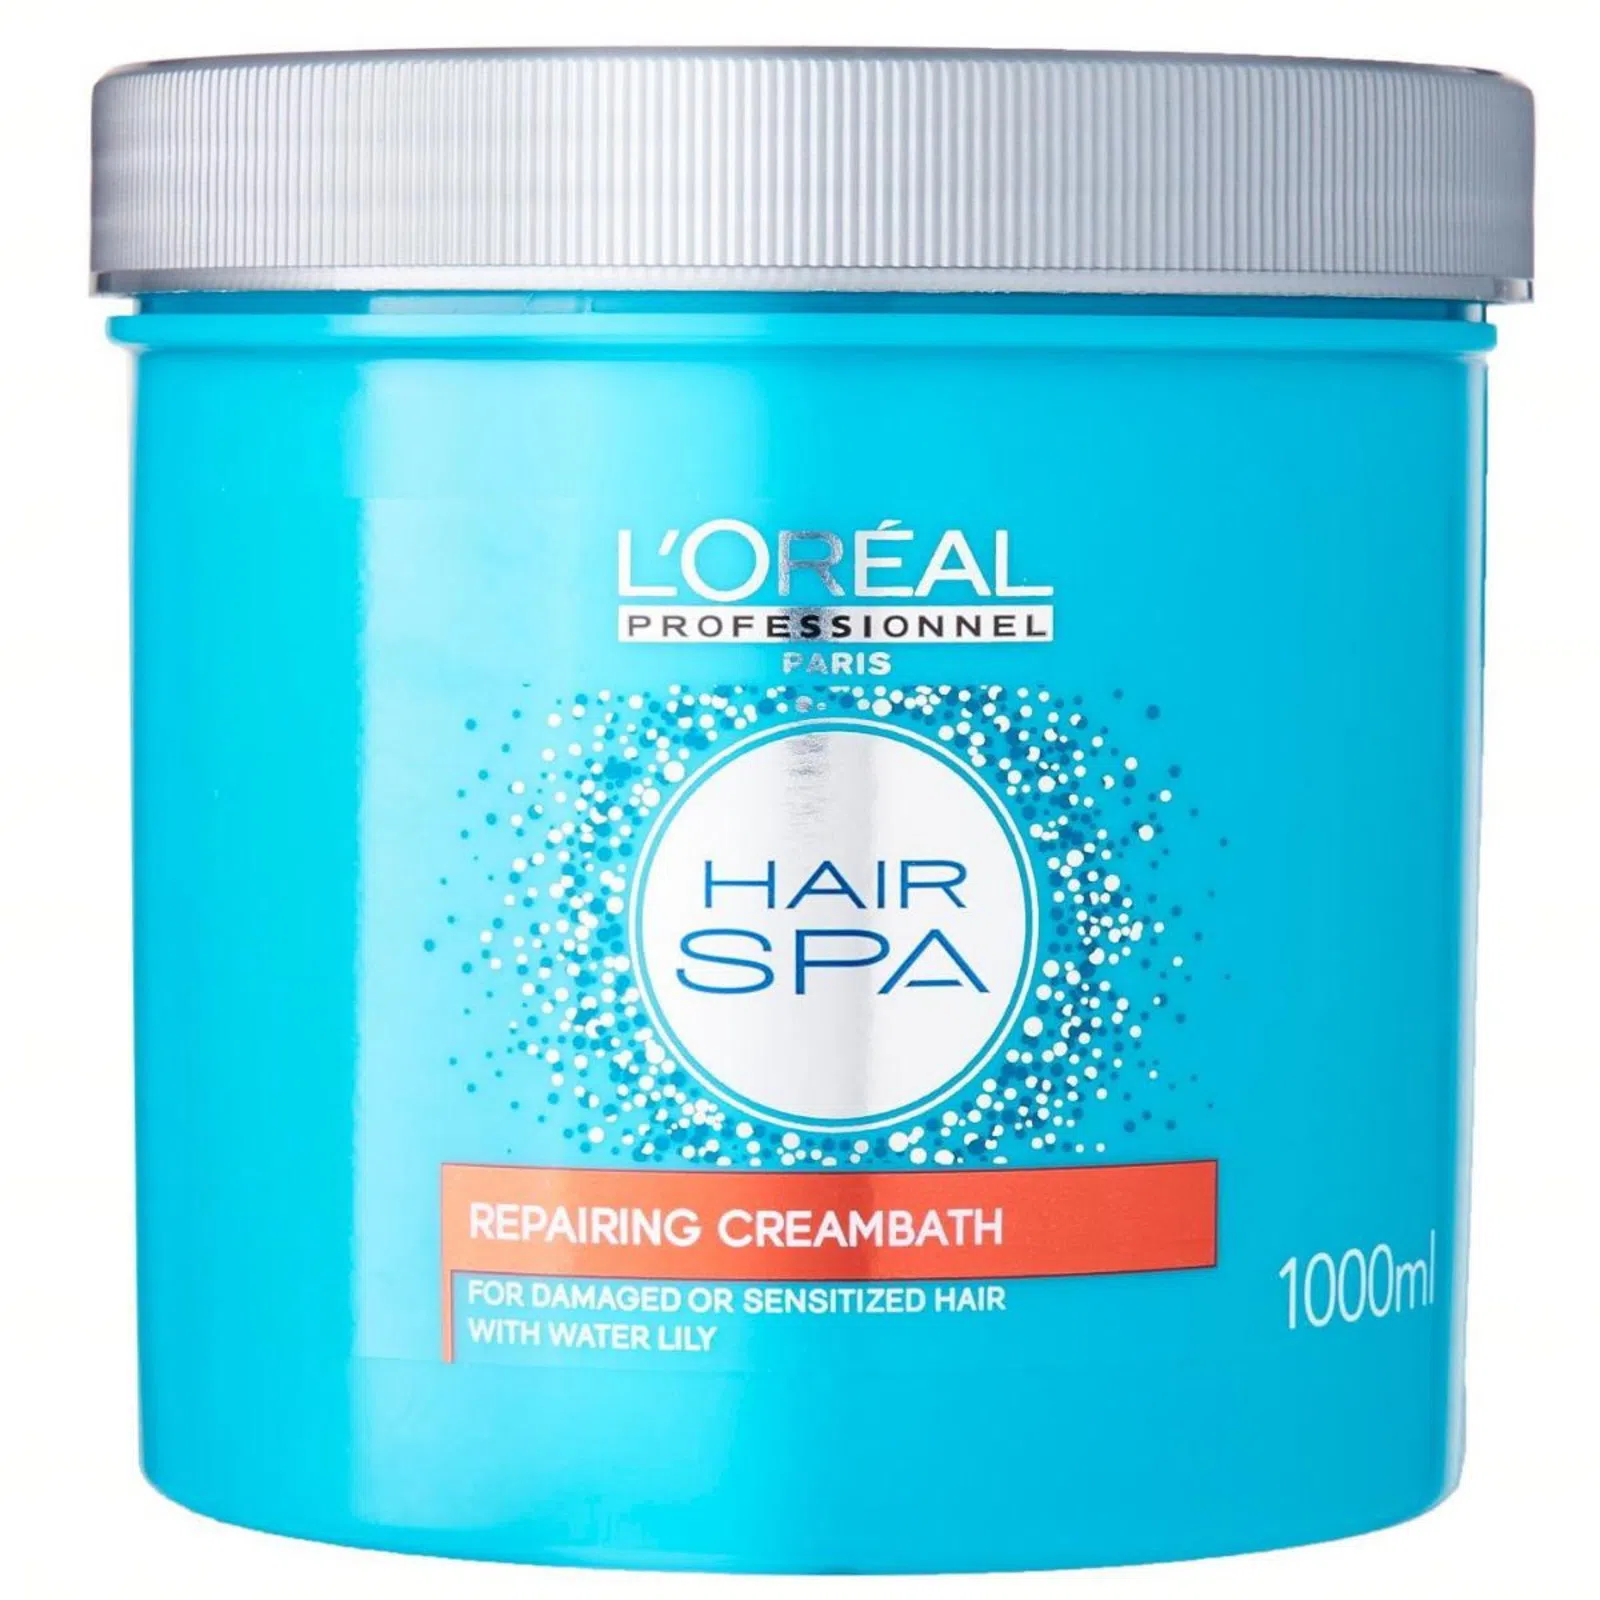 L'ORÉAL
PROFESSIONNEL
PARIS
HAIR
SPA
REPAIRING CREAMBATH
FOR DAMAGED OR SENSITIZED HAIR
WITH WATER LILY
1000ml